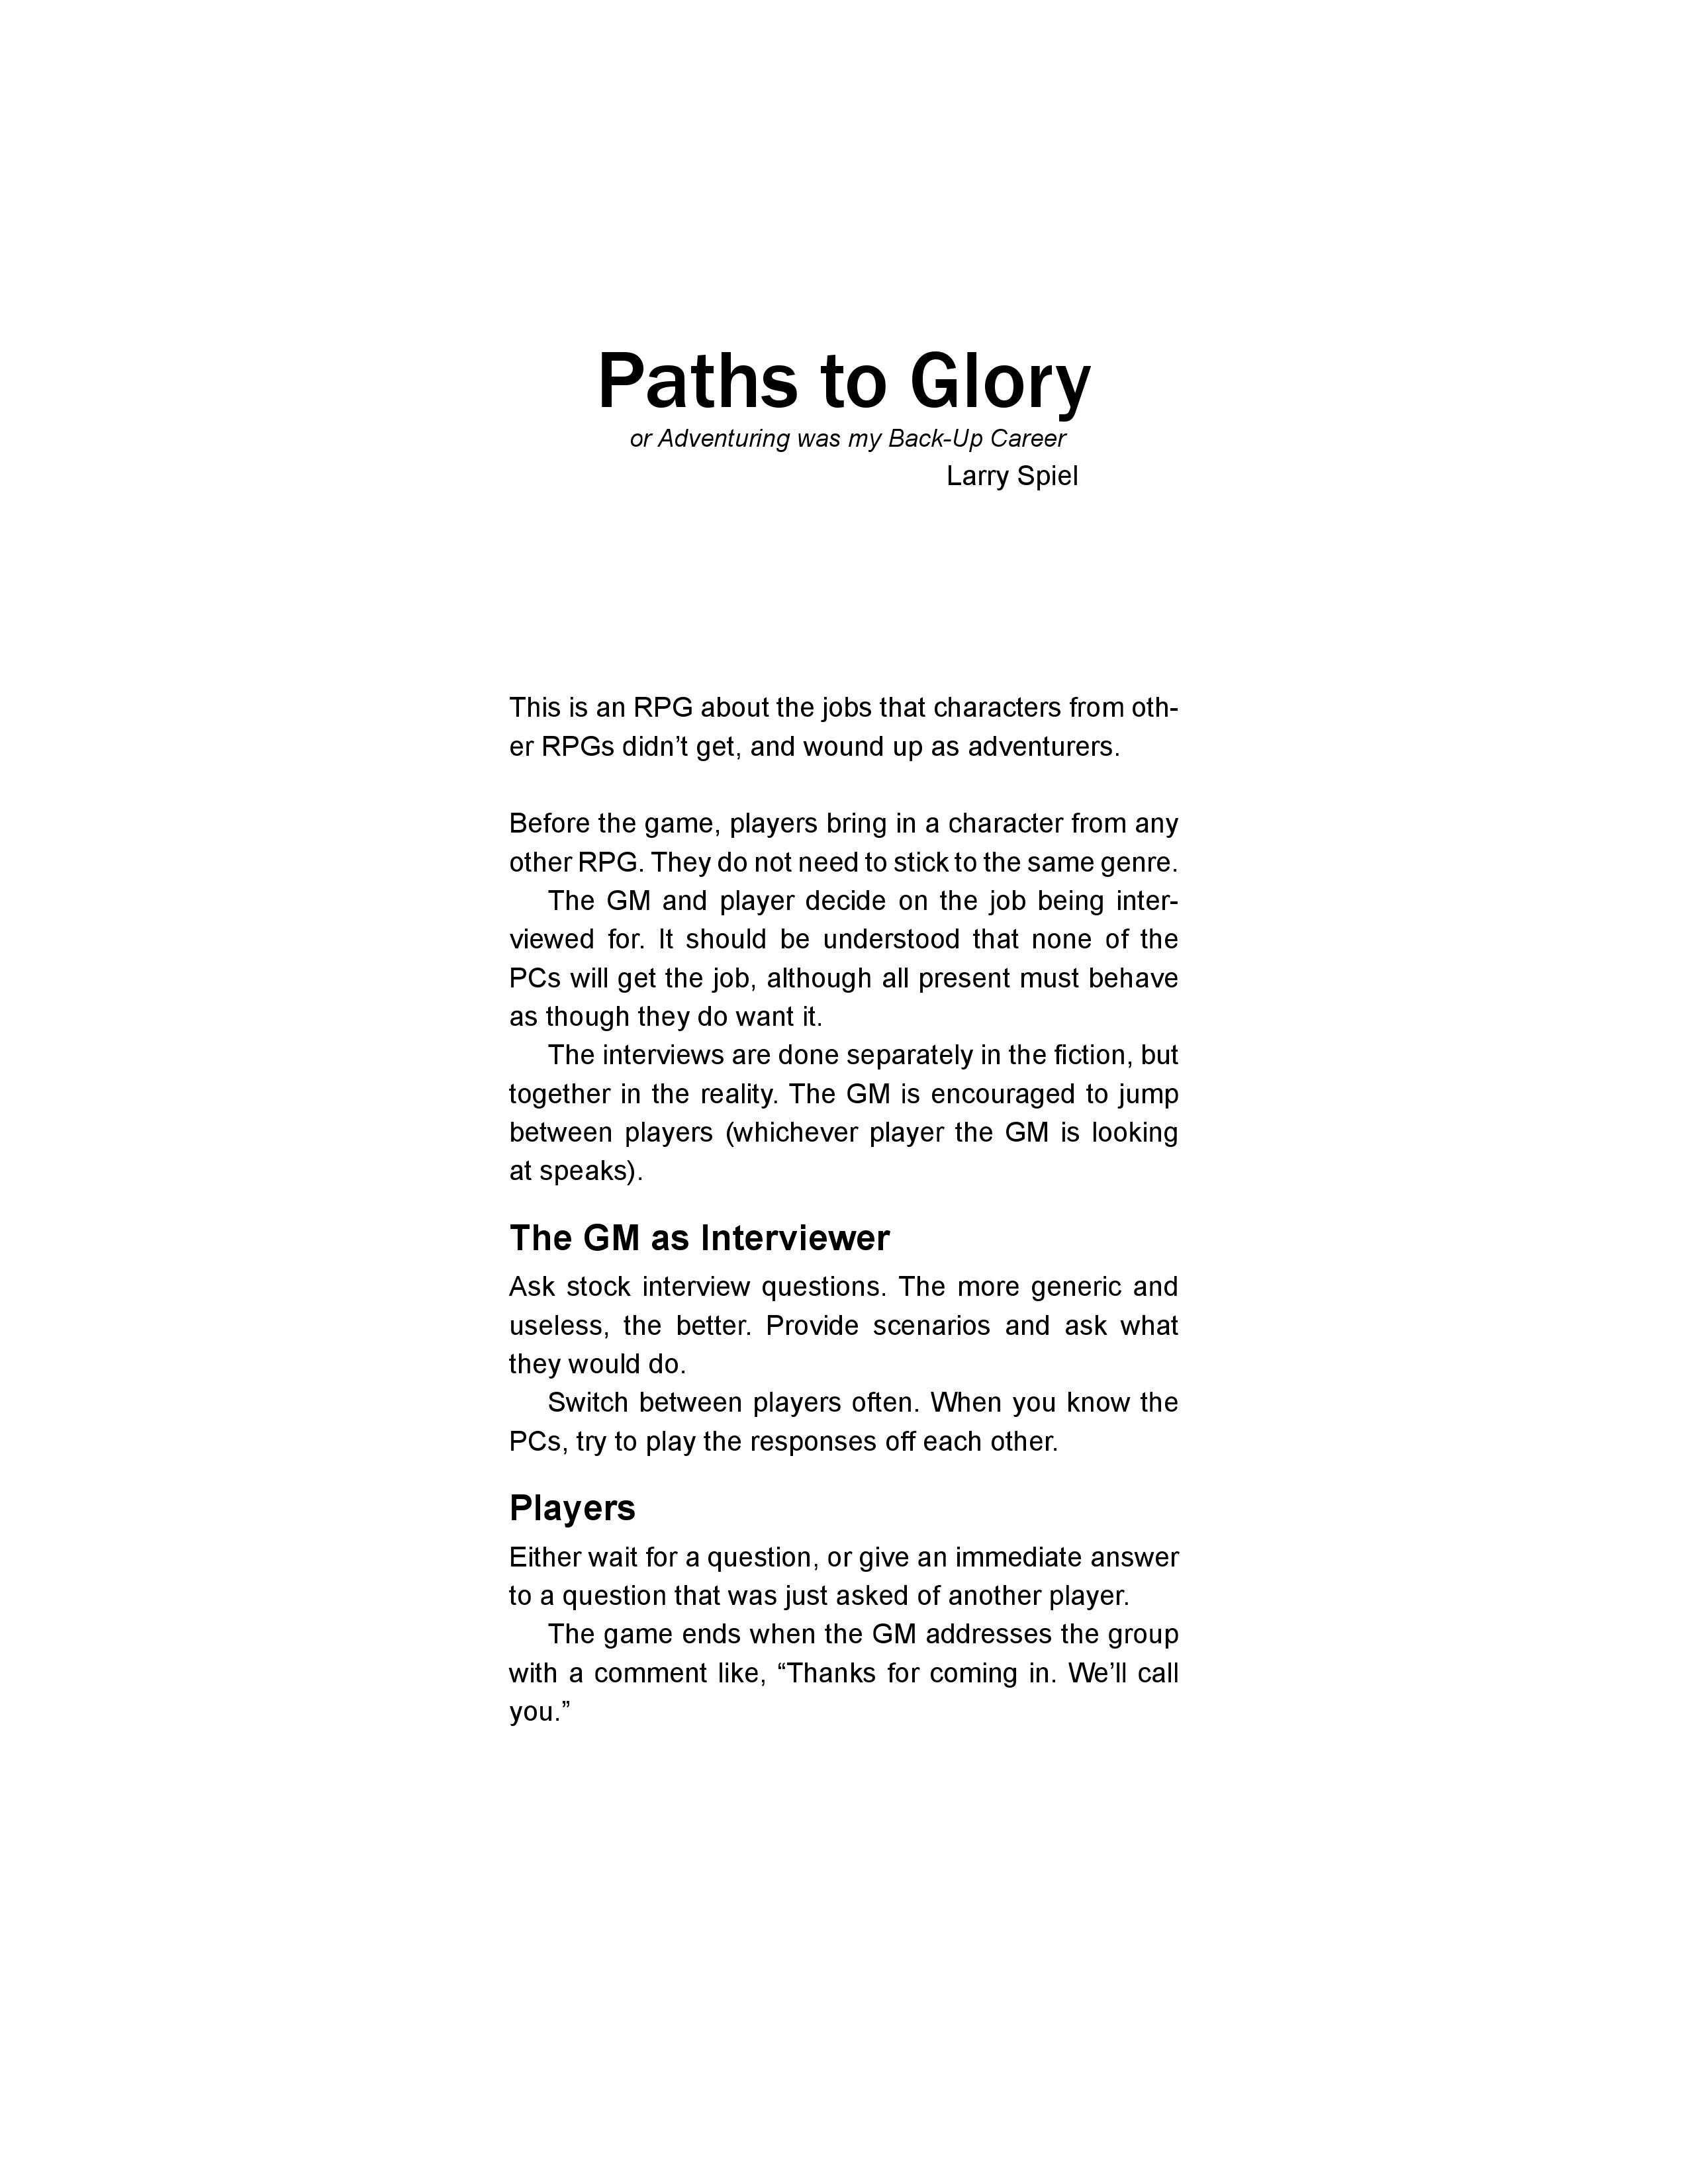 Paths to Glory
or Adventuring was my Back-Up Career
Larry Spiel
This is an RPG about the jobs that characters from oth-
er RPGs didn’t get, and wound up as adventurers.
Before the game, players bring in a character from any
other RPG. They do not need to stick to the same genre.
The GM and player decide on the job being inter-
viewed for. It should be understood that none of the
PCs will get the job, although all present must behave
as though they do want it.
The interviews are done separately in the fiction, but
together in the reality. The GM is encouraged to jump
between players (whichever player the GM is looking
at speaks).
The GM as Interviewer
Ask stock interview questions. The more generic and
useless, the better. Provide scenarios and ask what
they would do.
Switch between players often. When you know the
PCs, try to play the responses off each other.
Players
Either wait for a question, or give an immediate answer
to a question that was just asked of another player.
The game ends when the GM addresses the group
with a comment like, “Thanks for coming in. We’ll call
you.”